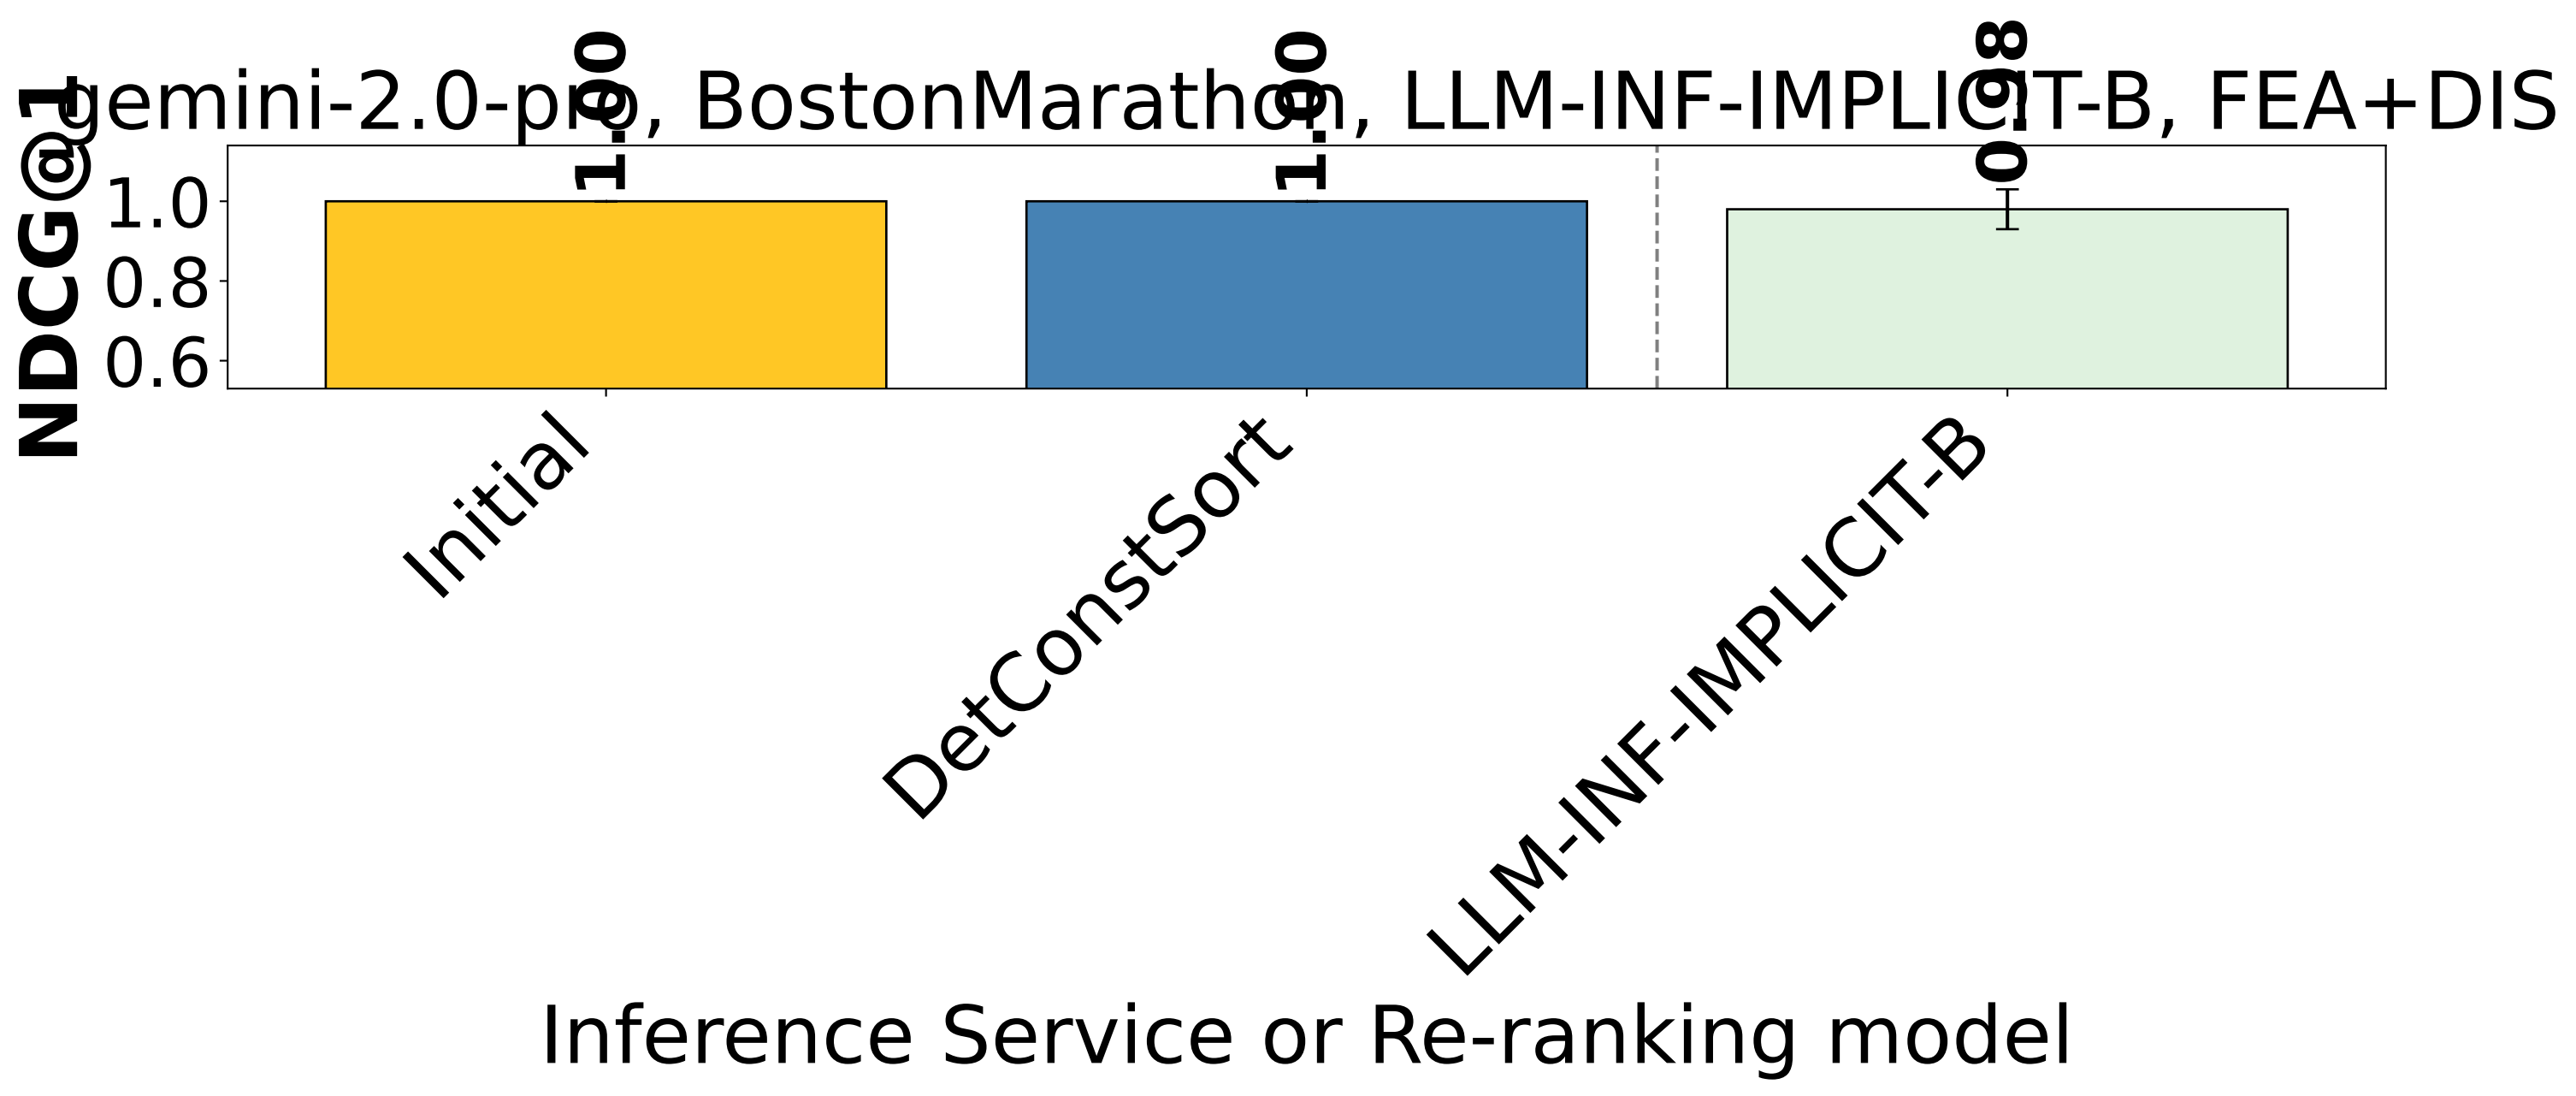 gemini-2.0-pro, BostonMarathon, LLM-INF-IMPLICIT-B, FEA+DIS
1.00
1.00
0.98
NDCG@1
1.0
0.8
0.6
Initial
DetConstSort
LLM-INF-IMPLICIT-B
Inference Service or Re-ranking model